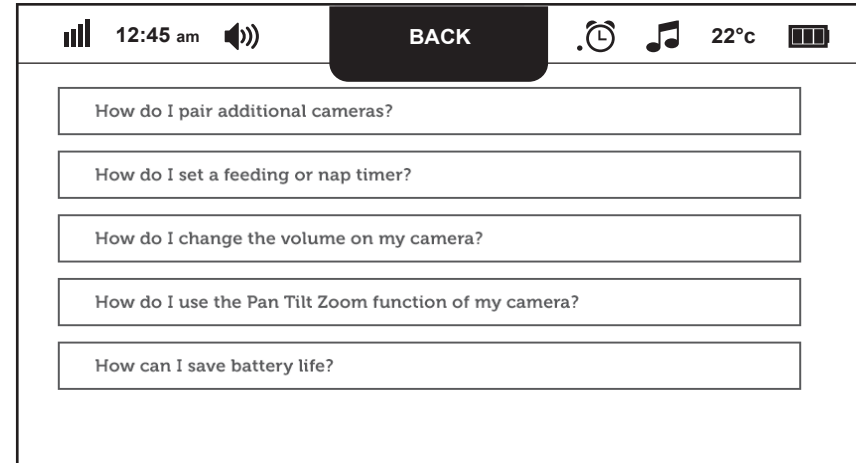 12:45 am BACK 22°c
How do I pair additional cameras?
How do I set a feeding or nap timer?
How do I change the volume on my camera?
How do I use the Pan Tilt Zoom function of my camera?
How can I save battery life?